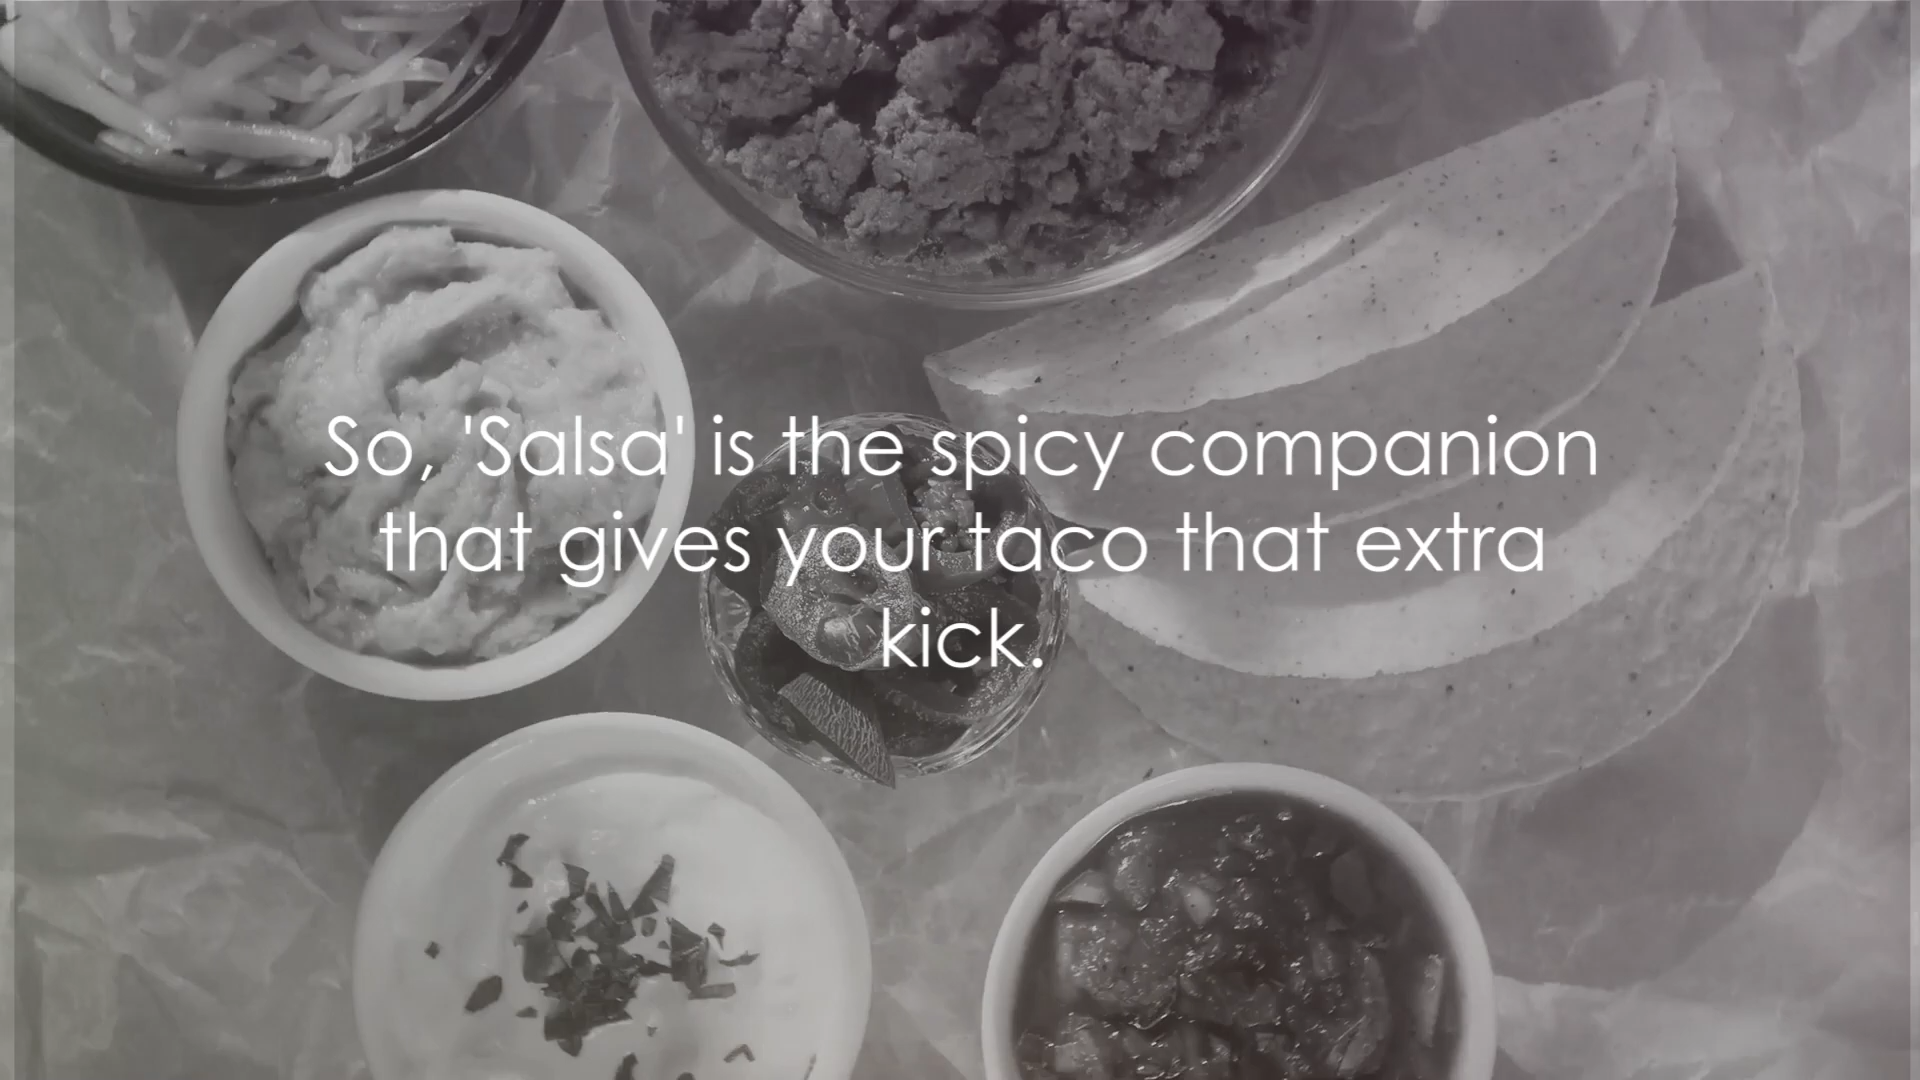 So, 'Salsa' is the spicy companion
that gives your taco that extra
kick.